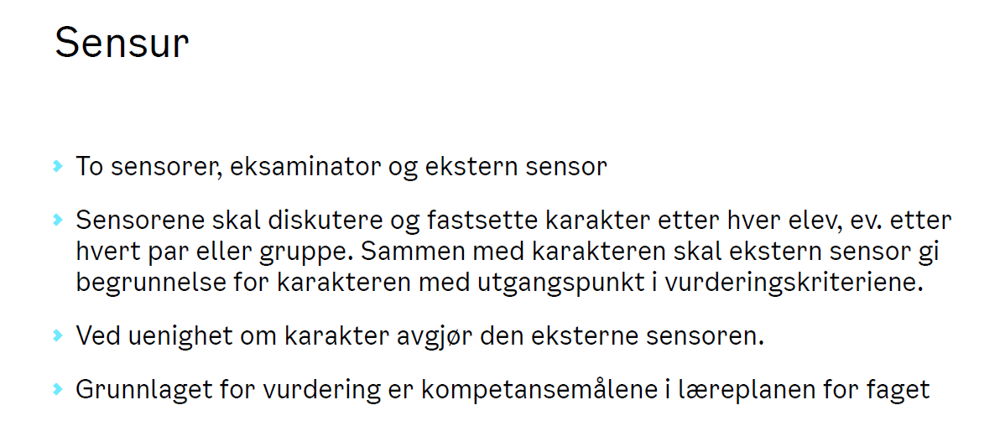 Sensur
To sensorer, eksaminator og ekstern sensor
Sensorene skal diskutere og fastsette karakter etter hver elev, ev. etter
hvert par eller gruppe. Sammen med karakteren skal ekstern sensor gi
begrunnelse for karakteren med utgangspunkt i vurderingskriteriene.
Ved uenighet om karakter avgjør den eksterne sensoren.
Grunnlaget for vurdering er kompetansemålene i læreplanen for faget